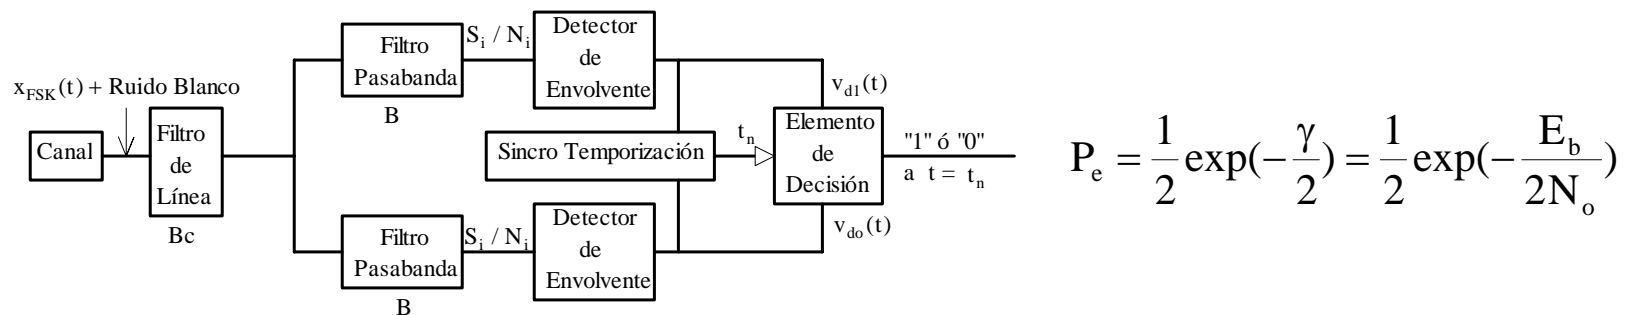 x_FSK(t) + Ruido Blanco
Canal
Filtro
de
Línea
Bc
Filtro
Pasabanda
B
S_i / N_i
Detector
de
Envolvente
v_d1(t)
Sincro Temporización
t_n
Elemento
de
Decisión
"1" ó "0"
a t = t_n
Filtro
Pasabanda
B
S_i / N_i
Detector
de
Envolvente
v_do(t)
P_e = 1/2 exp(-γ/2) = 1/2 exp(-E_b/2N_o)